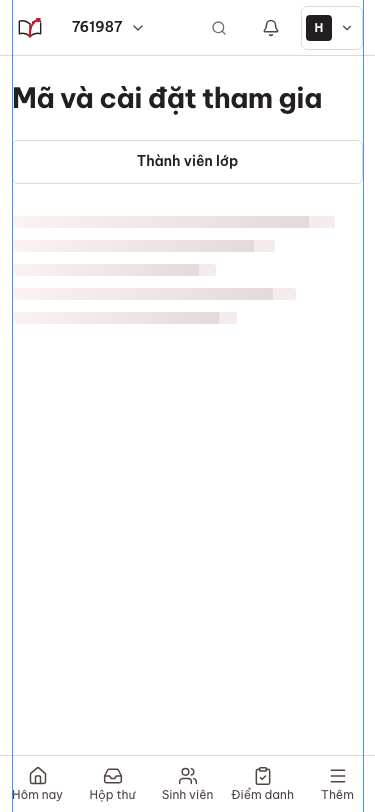 761987
H
Mã và cài đặt tham gia
Thành viên lớp
Hôm nay
Hộp thư
Sinh viên
Điểm danh
Thêm